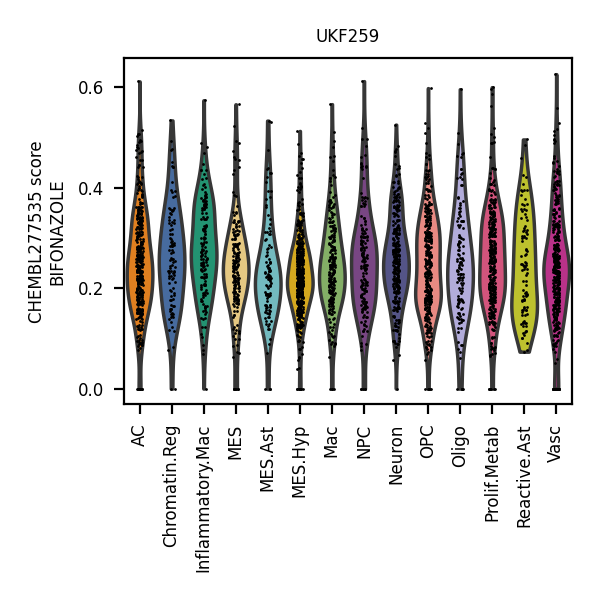 UKF259
CHEMBL277535 score
BIFONAZOLE
0.6
0.4
0.2
0.0
AC
Chromatin.Reg
Inflammatory.Mac
MES
MES.Ast
MES.Hyp
Mac
NPC
Neuron
OPC
Oligo
Prolif.Metab
Reactive.Ast
Vasc